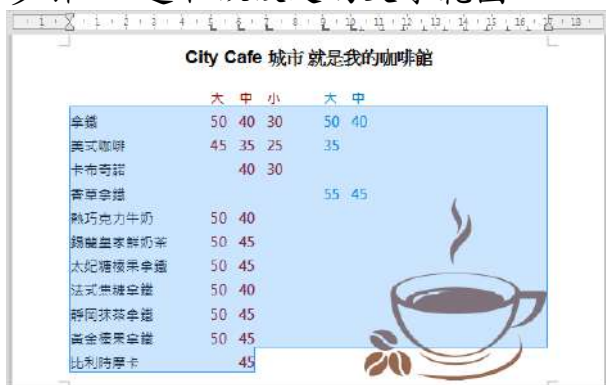 City Cafe 城市 就是我的咖啡館
大 中 小 大 中
拿鐵 50 40 30 50 40
美式咖啡 45 35 25 35
卡布奇諾 40 30
香草拿鐵 55 45
熱巧克力牛奶 50 40
錫蘭皇家鮮奶茶 50 45
太妃糖榛果拿鐵 50 45
法式焦糖拿鐵 50 40
靜岡抹茶拿鐵 50 45
黃金榛果拿鐵 50 45
比利時摩卡 45